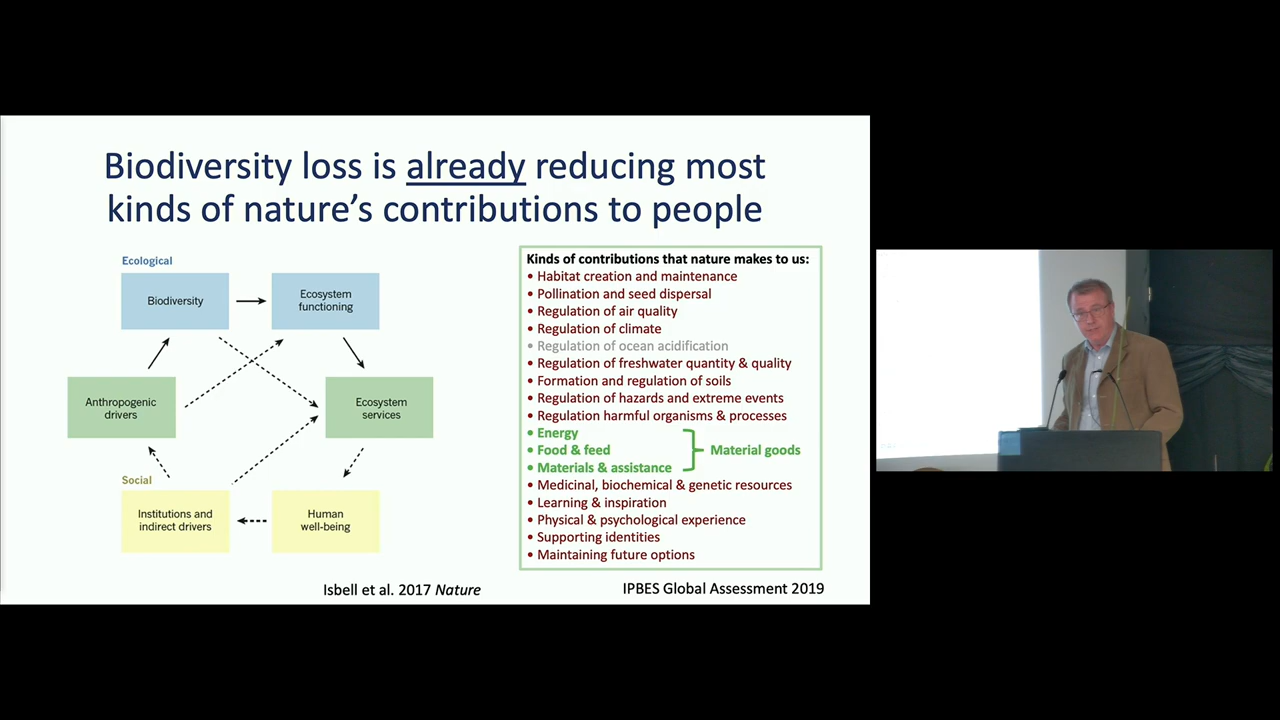 Biodiversity loss is already reducing most
kinds of nature's contributions to people
Ecological
Biodiversity
Ecosystem
functioning
Anthropogenic
drivers
Ecosystem
services
Social
Institutions and
indirect drivers
Human
well-being
Isbell et al. 2017 Nature
Kinds of contributions that nature makes to us:
• Habitat creation and maintenance
• Pollination and seed dispersal
• Regulation of air quality
• Regulation of climate
• Regulation of ocean acidification
• Regulation of freshwater quantity & quality
• Formation and regulation of soils
• Regulation of hazards and extreme events
• Regulation harmful organisms & processes
• Energy
• Food & feed
• Materials & assistance
Material goods
• Medicinal, biochemical & genetic resources
• Learning & inspiration
• Physical & psychological experience
• Supporting identities
• Maintaining future options
IPBES Global Assessment 2019